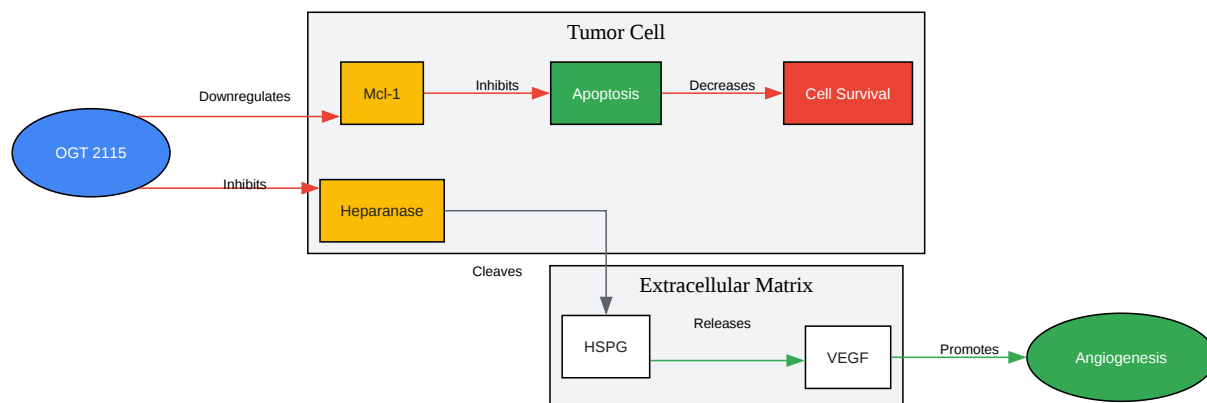 Tumor Cell
Downregulates
Mcl-1
Inhibits
Apoptosis
Decreases
Cell Survival
OGT 2115
Inhibits
Heparanase
Cleaves
Extracellular Matrix
HSPG
Releases
VEGF
Promotes
Angiogenesis